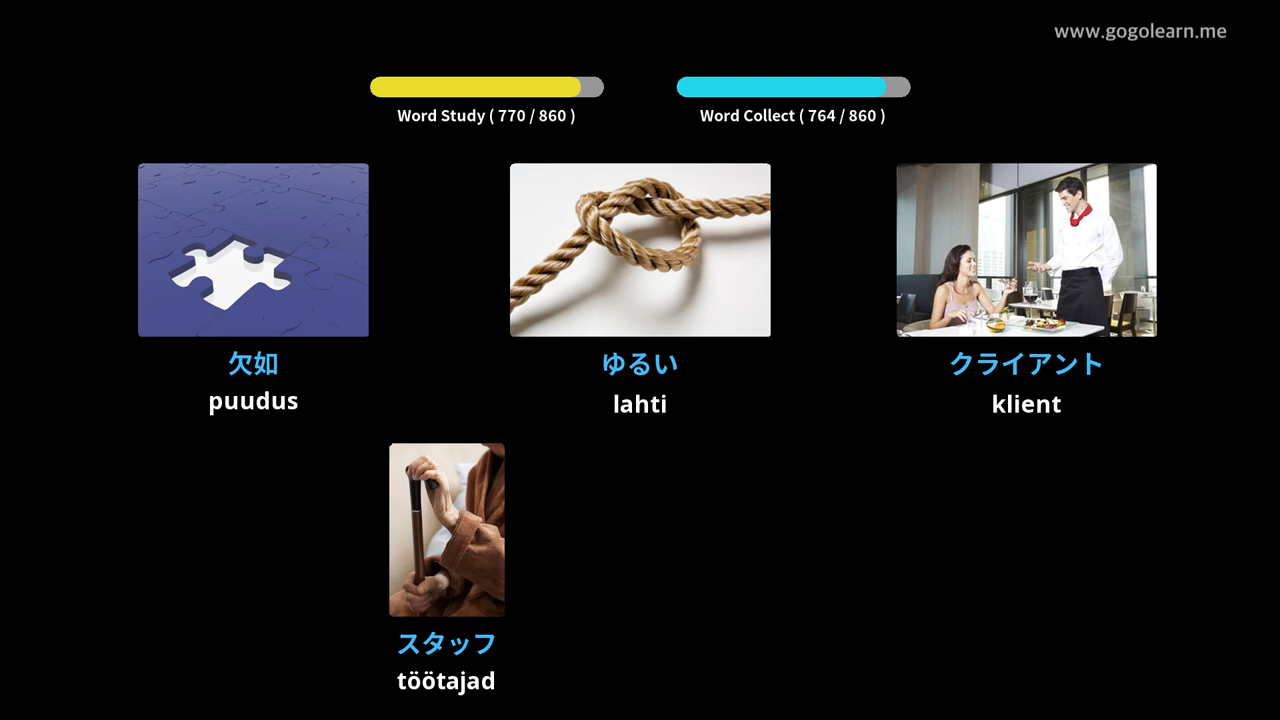 www.gogolearn.me
Word Study ( 770 / 860 )
Word Collect ( 764 / 860 )
欠如
puudus
ゆるい
lahti
クライアント
klient
スタッフ
töötajad